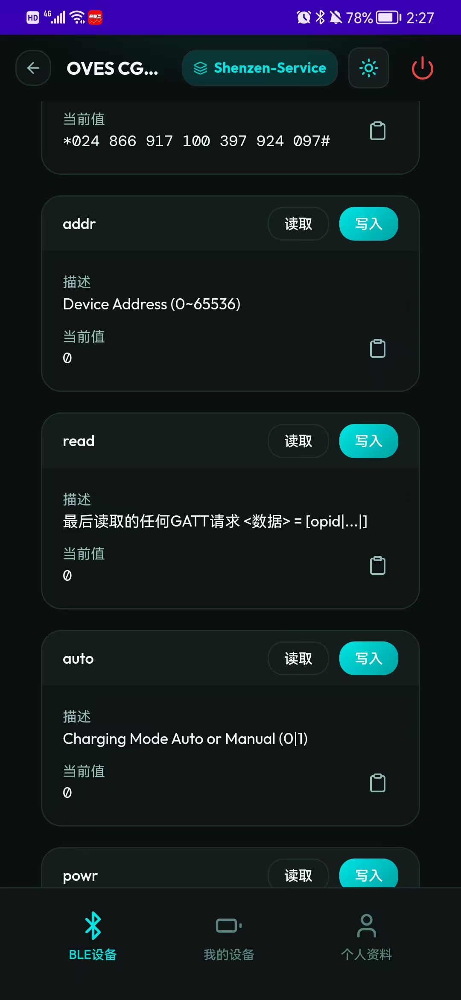 HD 4G 爱股票 78% 2:27
OVES CG... Shenzen-Service
当前值
*024 866 917 100 397 924 097#
addr 读取 写入
描述
Device Address (0~65536)
当前值
0
read 读取 写入
描述
最后读取的任何GATT请求 <数据> = [opid|...|]
当前值
0
auto 读取 写入
描述
Charging Mode Auto or Manual (0|1)
当前值
0
powr 读取 写入
BLE设备 我的设备 个人资料